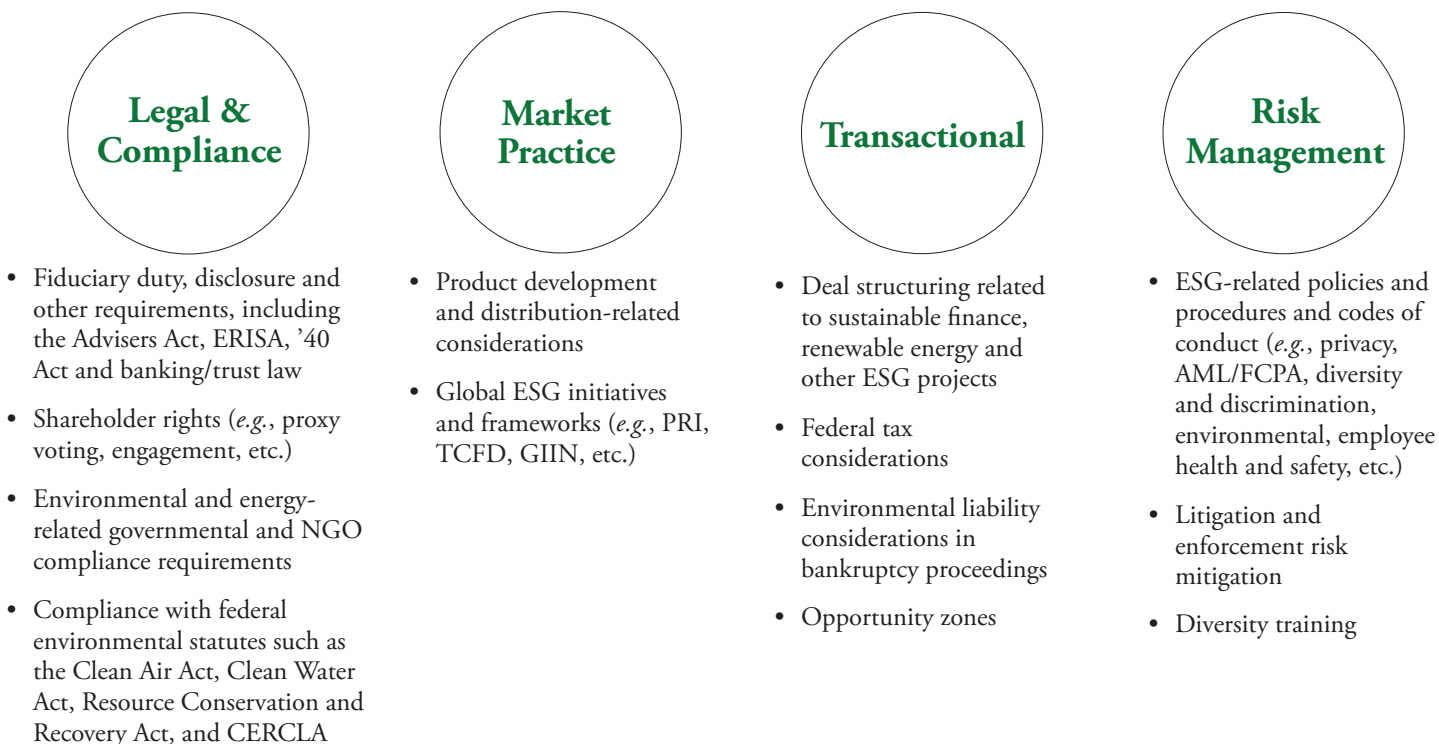 Legal &
Compliance
• Fiduciary duty, disclosure and
other requirements, including
the Advisers Act, ERISA, ’40
Act and banking/trust law
• Shareholder rights (e.g., proxy
voting, engagement, etc.)
• Environmental and energy-
related governmental and NGO
compliance requirements
• Compliance with federal
environmental statutes such as
the Clean Air Act, Clean Water
Act, Resource Conservation and
Recovery Act, and CERCLA
Market
Practice
• Product development
and distribution-related
considerations
• Global ESG initiatives
and frameworks (e.g., PRI,
TCFD, GIIN, etc.)
Transactional
• Deal structuring related
to sustainable finance,
renewable energy and
other ESG projects
• Federal tax
considerations
• Environmental liability
considerations in
bankruptcy proceedings
• Opportunity zones
Risk
Management
• ESG-related policies and
procedures and codes of
conduct (e.g., privacy,
AML/FCPA, diversity
and discrimination,
environmental, employee
health and safety, etc.)
• Litigation and
enforcement risk
mitigation
• Diversity training